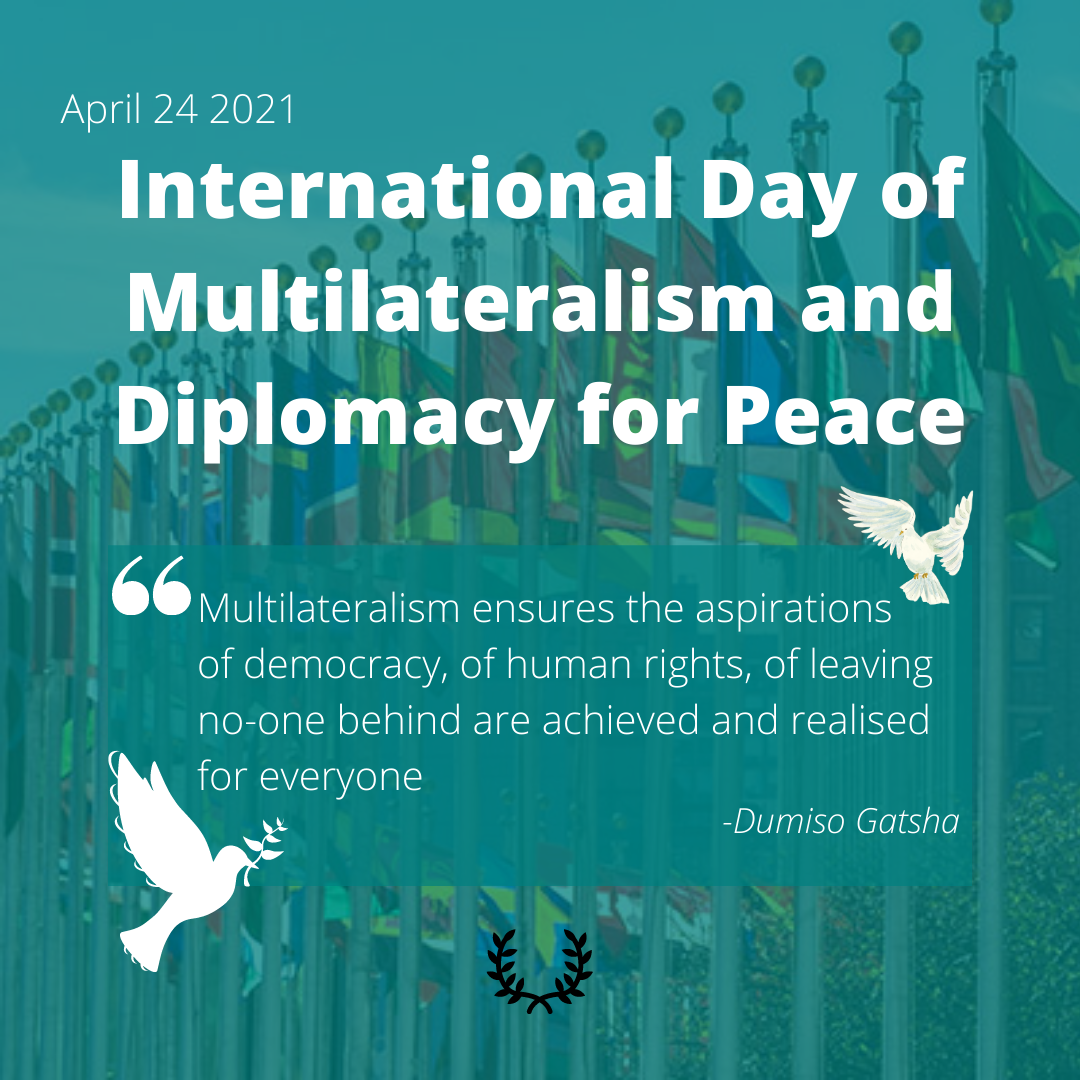 April 24 2021
International Day of
Multilateralism and
Diplomacy for Peace
“Multilateralism ensures the aspirations
of democracy, of human rights, of leaving
no-one behind are achieved and realised
for everyone
-Dumiso Gatsha